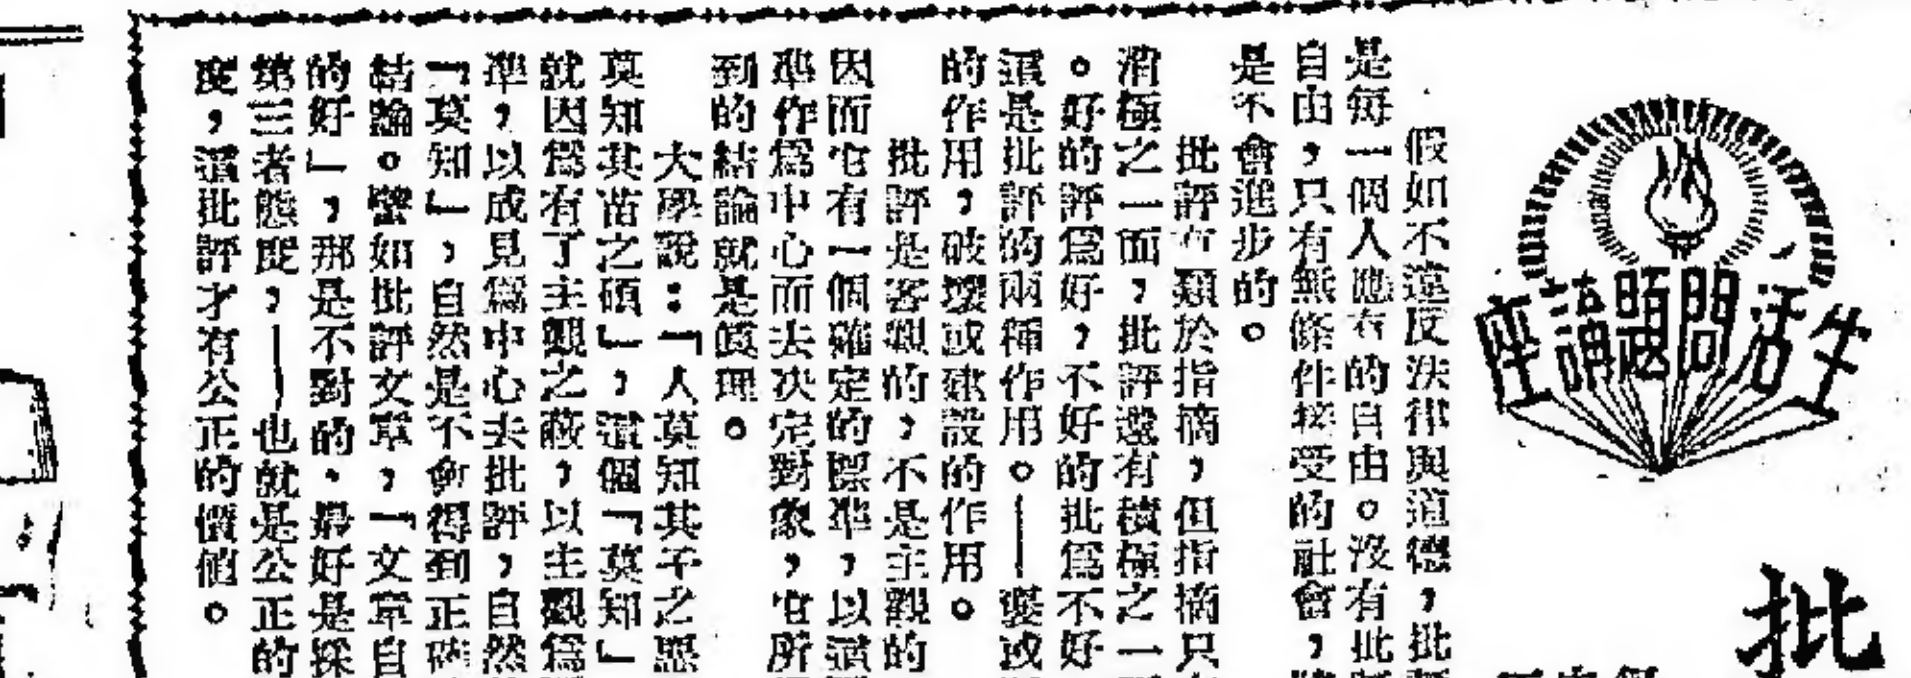 生活問題講座
批
假如不違反法律與道德，批
是每一個人應有的自由。沒有批
自由，只有無條件接受的社會，
是不會進步的。
批評有類於指摘，但指摘只
消極之一面，批評還有積極之一
。好的評爲好，不好的批爲不好
這是批評的兩種作用。——褒或
的作用，破壞或建設的作用。
批評是客觀的，不是主觀的
因而它有一個確定的標準，以這
準作爲中心而去决定對象，它所
到的結論就是眞理。
大學說：「人莫知其子之惡
莫知其苗之碩」，這個「莫知」
就因爲有了主觀之蔽，以主觀爲
準，以成見爲中心去批評，自然
「莫知」，自然是不會得到正確
結論。譬如批評文章，「文章自
的好」，那是不對的，最好是採
第三者態度，——也就是公正的
度，這批評才有公正的價值。